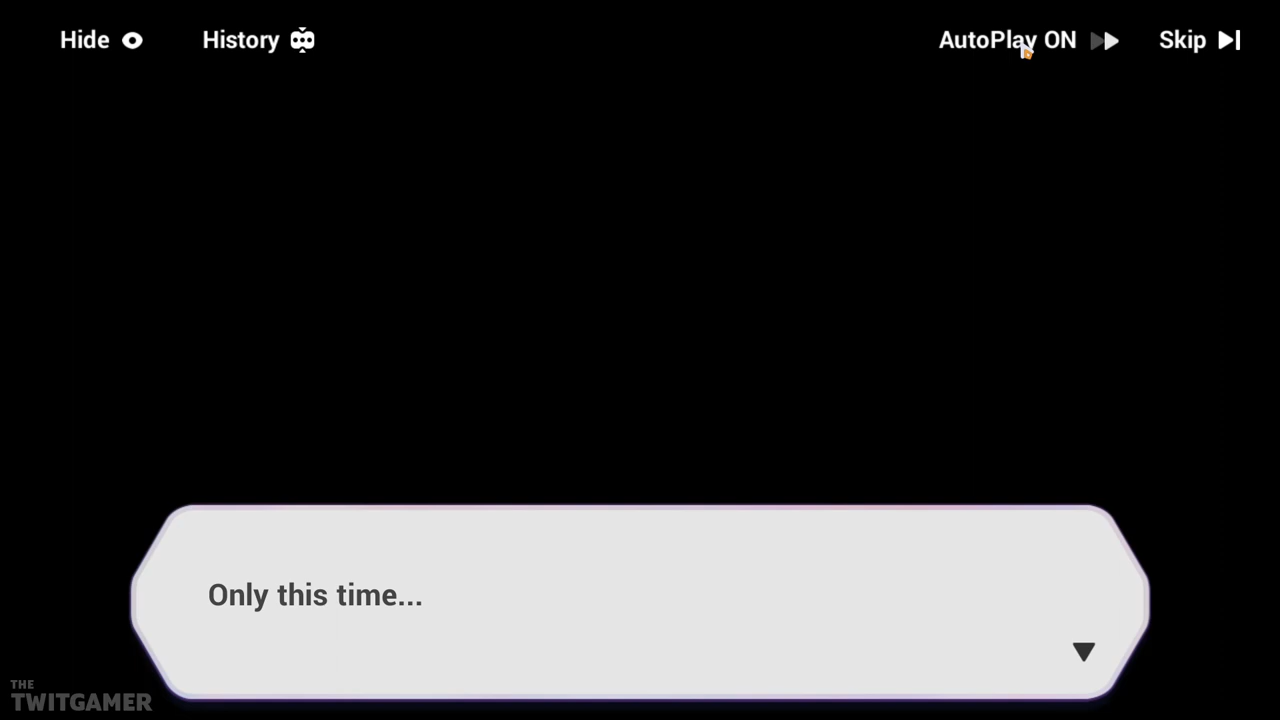 Hide
History
AutoPlay ON
Skip
Only this time...
THE
TWITGAMER